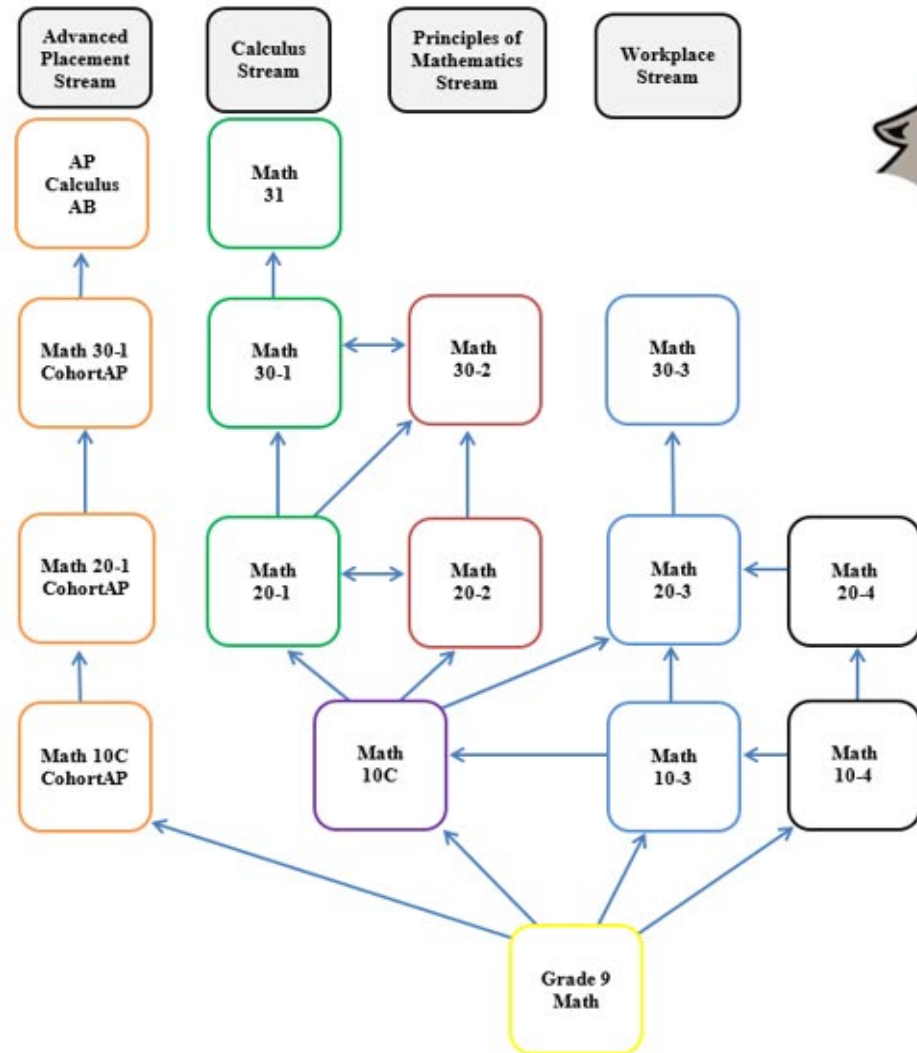 Advanced
Placement
Stream
Calculus
Stream
Principles of
Mathematics
Stream
Workplace
Stream
AP
Calculus
AB
Math
31
Math 30-1
CohortAP
Math
30-1
Math
30-2
Math
30-3
Math 20-1
CohortAP
Math
20-1
Math
20-2
Math
20-3
Math
20-4
Math 10C
CohortAP
Math
10C
Math
10-3
Math
10-4
Grade 9
Math